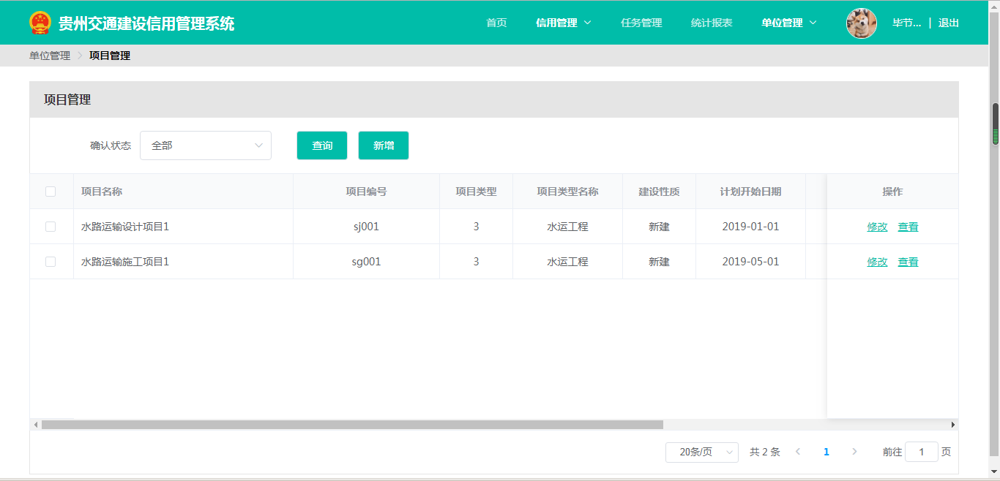 贵州交通建设信用管理系统 首页 信用管理 任务管理 统计报表 单位管理 毕节... | 退出
单位管理 > 项目管理
项目管理
确认状态 全部 查询 新增
项目名称 项目编号 项目类型 项目类型名称 建设性质 计划开始日期 操作
水路运输设计项目1 sj001 3 水运工程 新建 2019-01-01 修改 查看
水路运输施工项目1 sg001 3 水运工程 新建 2019-05-01 修改 查看
20条/页 共 2 条 < 1 > 前往 1 页